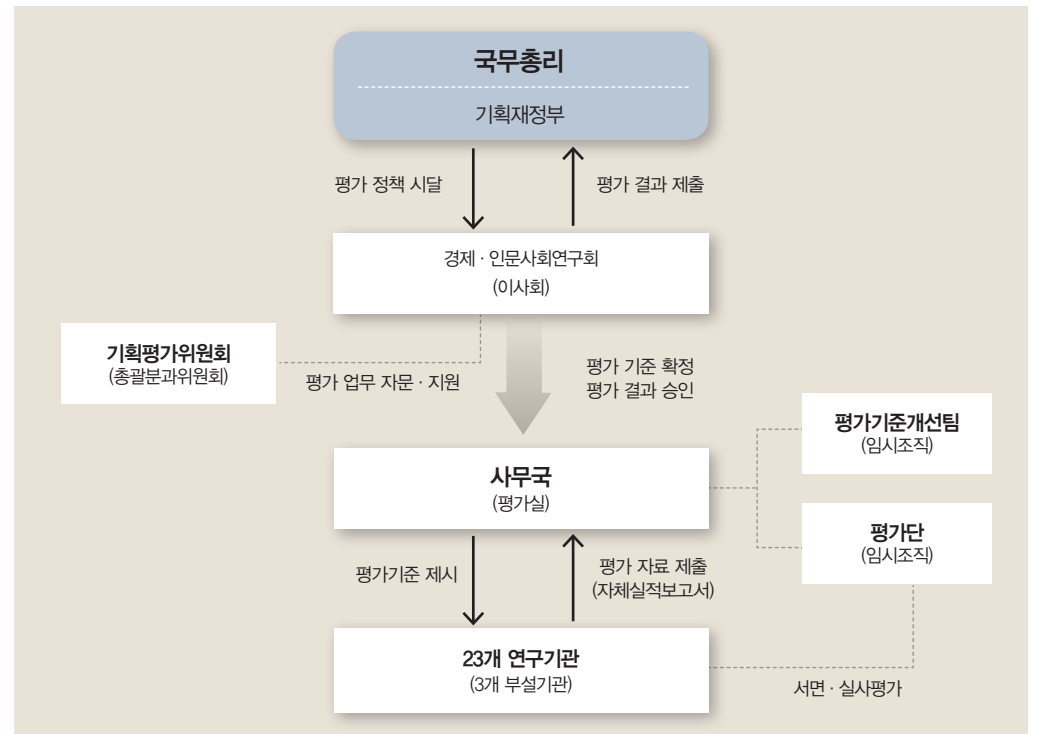 국무총리
기획재정부
평가 정책 시달
평가 결과 제출
경제 · 인문사회연구회
(이사회)
기획평가위원회
(총괄분과위원회)
평가 업무 자문 · 지원
평가 기준 확정
평가 결과 승인
평가기준개선팀
(임시조직)
사무국
(평가실)
평가단
(임시조직)
평가기준 제시
평가 자료 제출
(자체실적보고서)
23개 연구기관
(3개 부설기관)
서면 · 실사평가